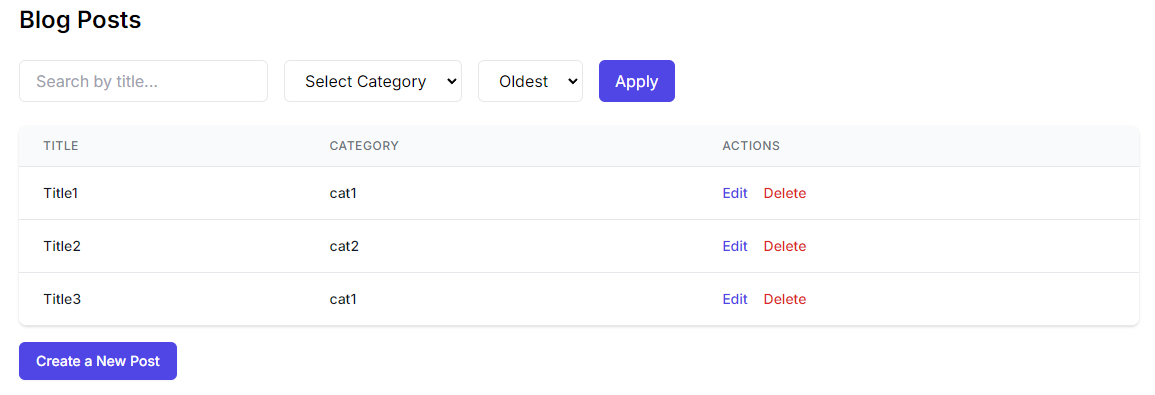 Blog Posts
Search by title... Select Category Oldest Apply
TITLE CATEGORY ACTIONS
Title1 cat1 Edit Delete
Title2 cat2 Edit Delete
Title3 cat1 Edit Delete
Create a New Post